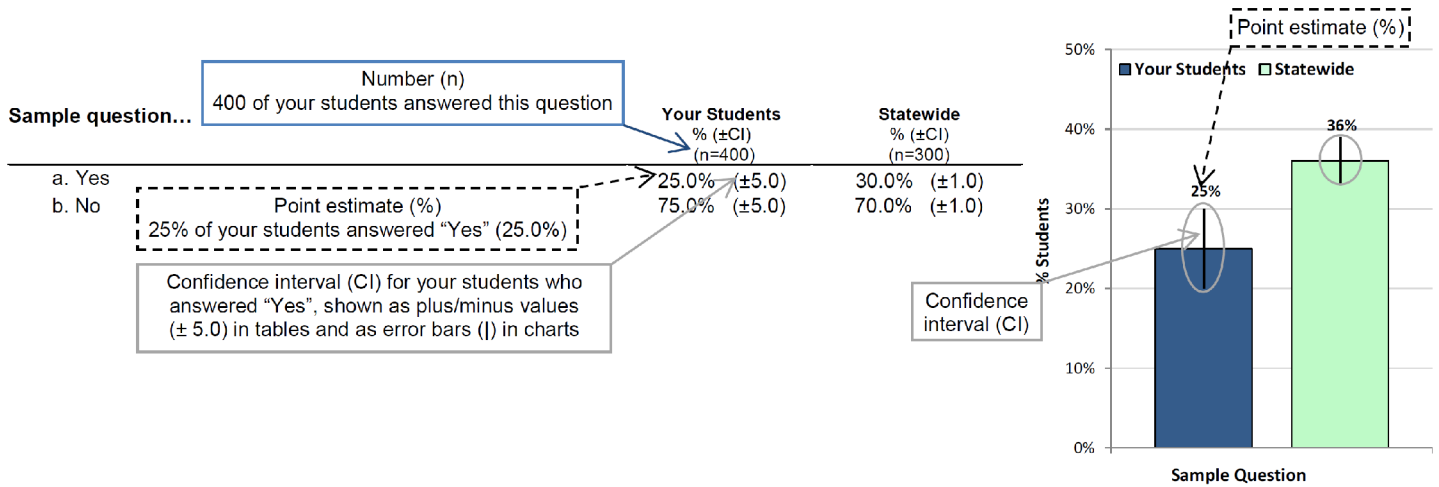 Point estimate (%)
Number (n)
400 of your students answered this question
Sample question…
Your Students
% (±CI)
(n=400)
Statewide
% (±CI)
(n=300)
a. Yes 25.0% (±5.0) 30.0% (±1.0)
b. No 75.0% (±5.0) 70.0% (±1.0)
Point estimate (%)
25% of your students answered “Yes” (25.0%)
Confidence interval (CI) for your students who
answered “Yes”, shown as plus/minus values
(± 5.0) in tables and as error bars (|) in charts
50%
40%
30%
20%
10%
0%
% Students
Your Students
Statewide
25%
36%
Confidence
interval (CI)
Sample Question